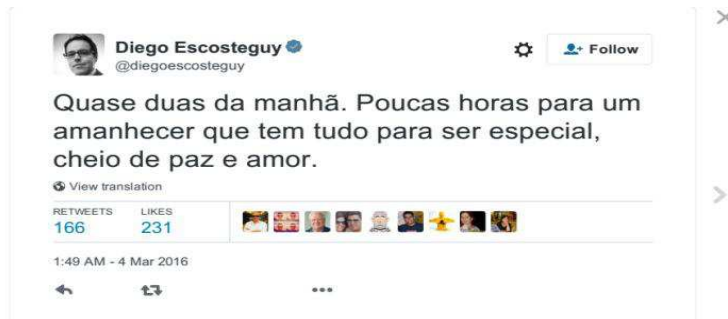 Diego Escosteguy
@diegoescosteguy
Follow
Quase duas da manhã. Poucas horas para um
amanhecer que tem tudo para ser especial,
cheio de paz e amor.
View translation
RETWEETS LIKES
166 231
1:49 AM - 4 Mar 2016